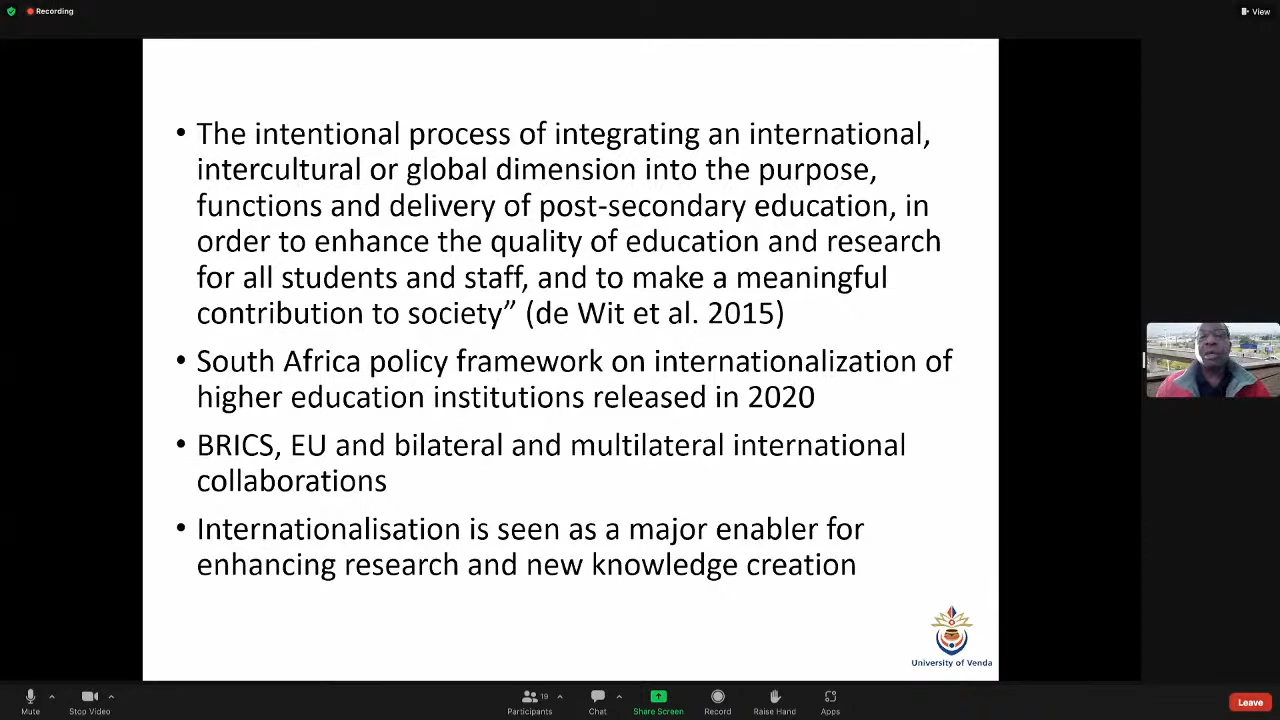 Recording
View
• The intentional process of integrating an international,
intercultural or global dimension into the purpose,
functions and delivery of post-secondary education, in
order to enhance the quality of education and research
for all students and staff, and to make a meaningful
contribution to society” (de Wit et al. 2015)
• South Africa policy framework on internationalization of
higher education institutions released in 2020
• BRICS, EU and bilateral and multilateral international
collaborations
• Internationalisation is seen as a major enabler for
enhancing research and new knowledge creation
University of Venda
Mute
Stop Video
Participants
19
Chat
Share Screen
Record
Raise Hand
Apps
Leave